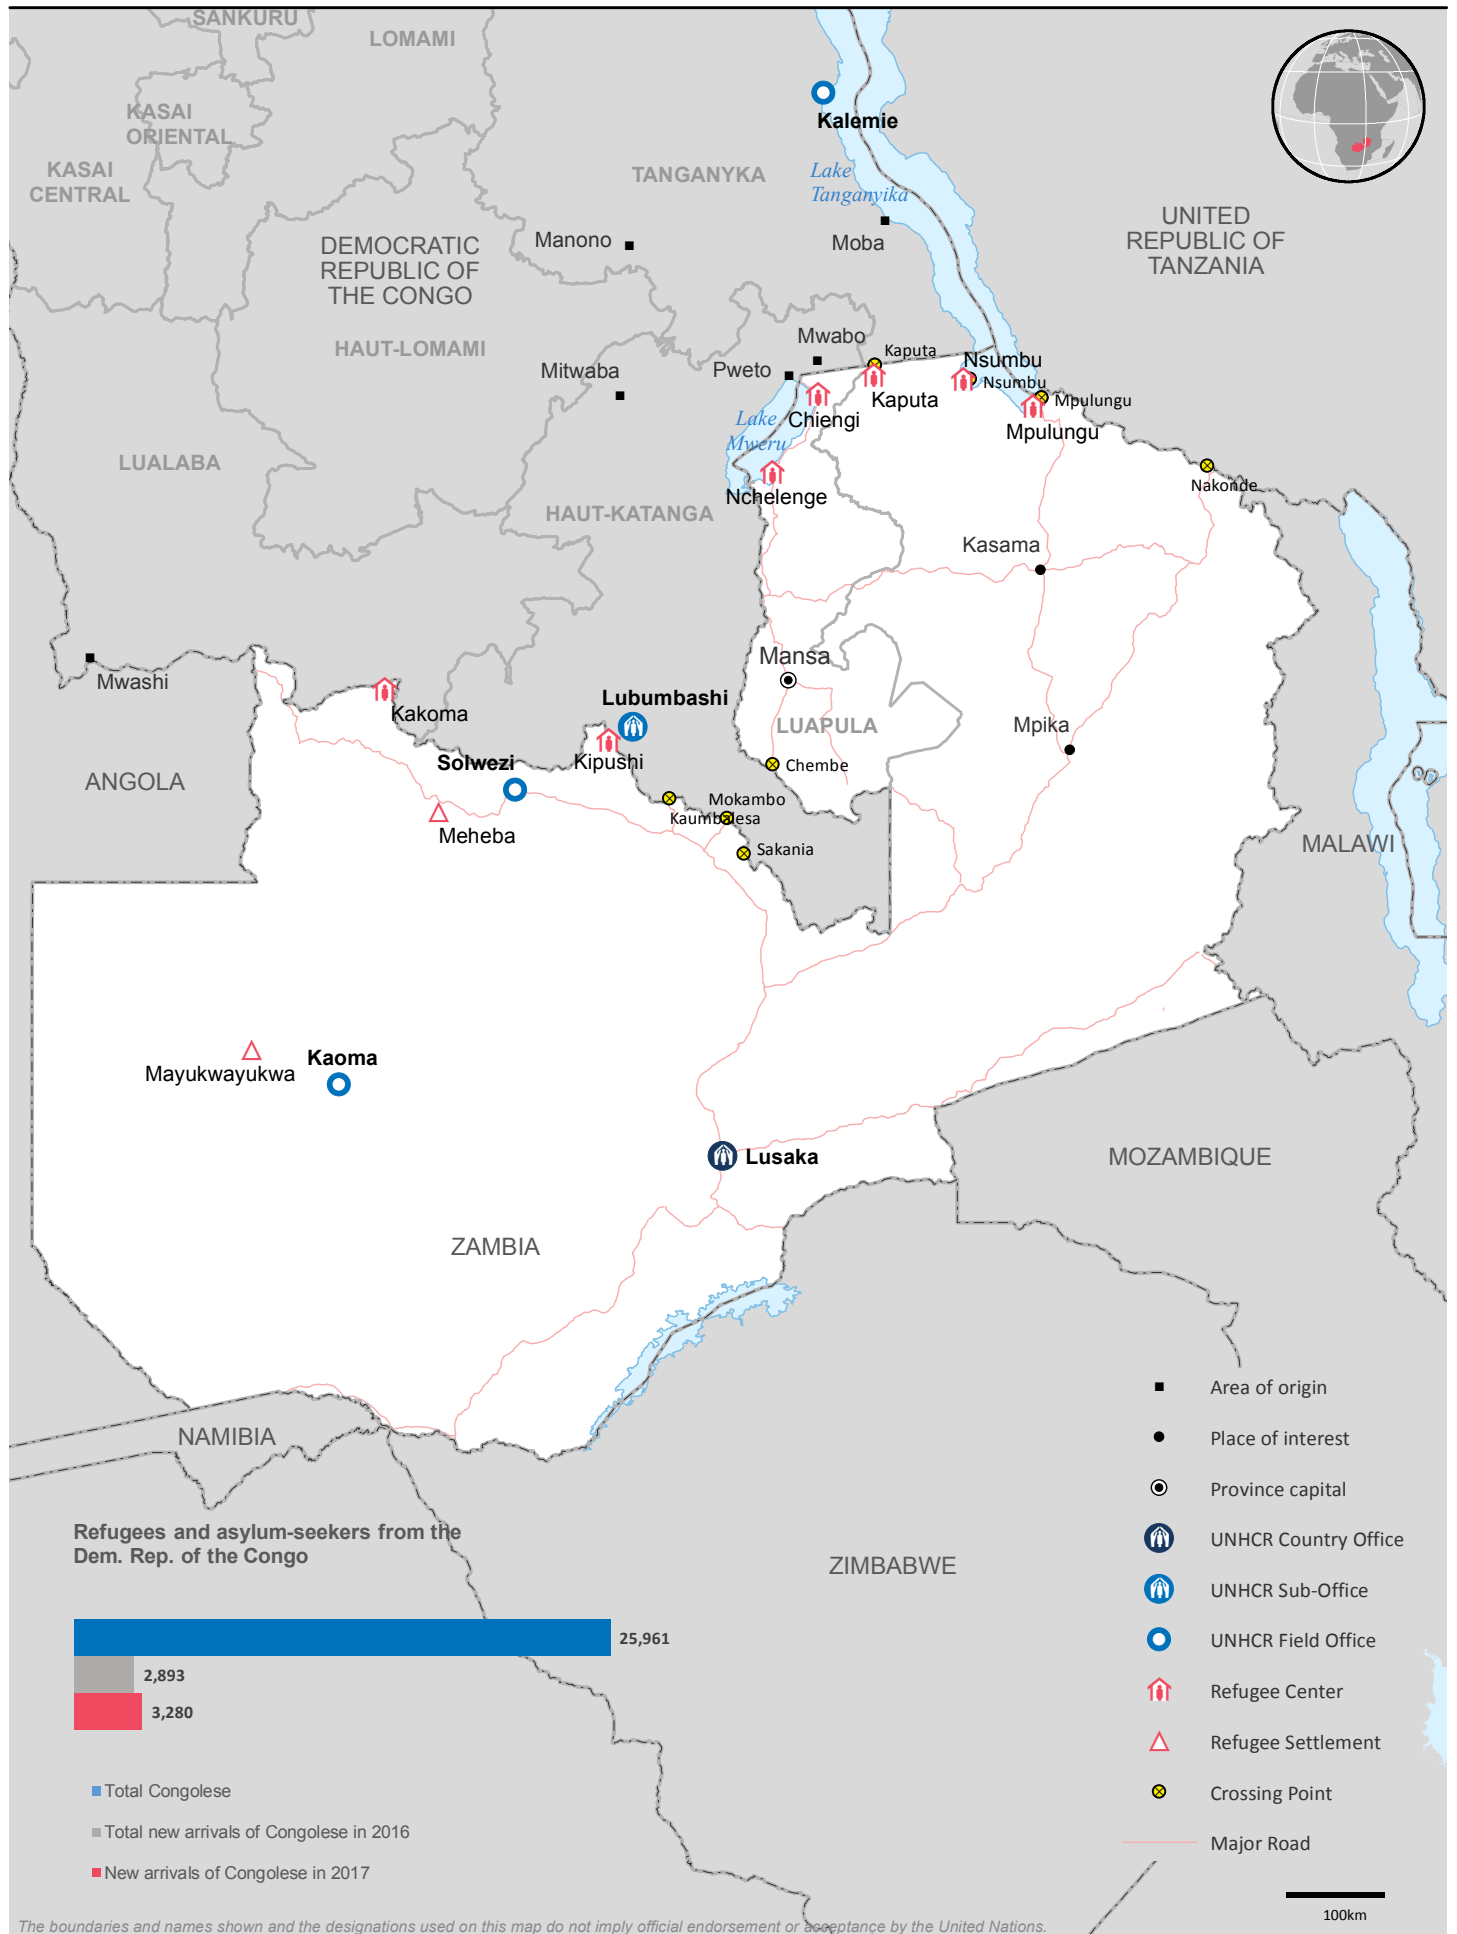 SANKURU
LOMAMI
KASAI
ORIENTAL
KASAI
CENTRAL
Kalemie
TANGANYKA
Lake
Tanganyika
UNITED
REPUBLIC OF
TANZANIA
Manono
Moba
DEMOCRATIC
REPUBLIC OF
THE CONGO
HAUT-LOMAMI
Mwabo
Kaputa
Nsumbu
Pweto
Mitwaba
Nsumbu
Kaputa
Mpulungu
Chiengi
Lake
Mweru
Mpulungu
LUALABA
Nakonde
Nchelenge
HAUT-KATANGA
Kasama
Mansa
Mwashi
Lubumbashi
Kakoma
LUAPULA
Mpika
Kipushi
Solwezi
Chembe
ANGOLA
Mokambo
Kaumbalesa
Meheba
Sakania
MALAWI
Kaoma
Mayukwayukwa
Lusaka
MOZAMBIQUE
ZAMBIA
NAMIBIA
ZIMBABWE
Area of origin
Place of interest
Province capital
UNHCR Country Office
UNHCR Sub-Office
UNHCR Field Office
Refugee Center
Refugee Settlement
Crossing Point
Major Road
100km
Refugees and asylum-seekers from the
Dem. Rep. of the Congo
25,961
2,893
3,280
Total Congolese
Total new arrivals of Congolese in 2016
New arrivals of Congolese in 2017
The boundaries and names shown and the designations used on this map do not imply official endorsement or acceptance by the United Nations.